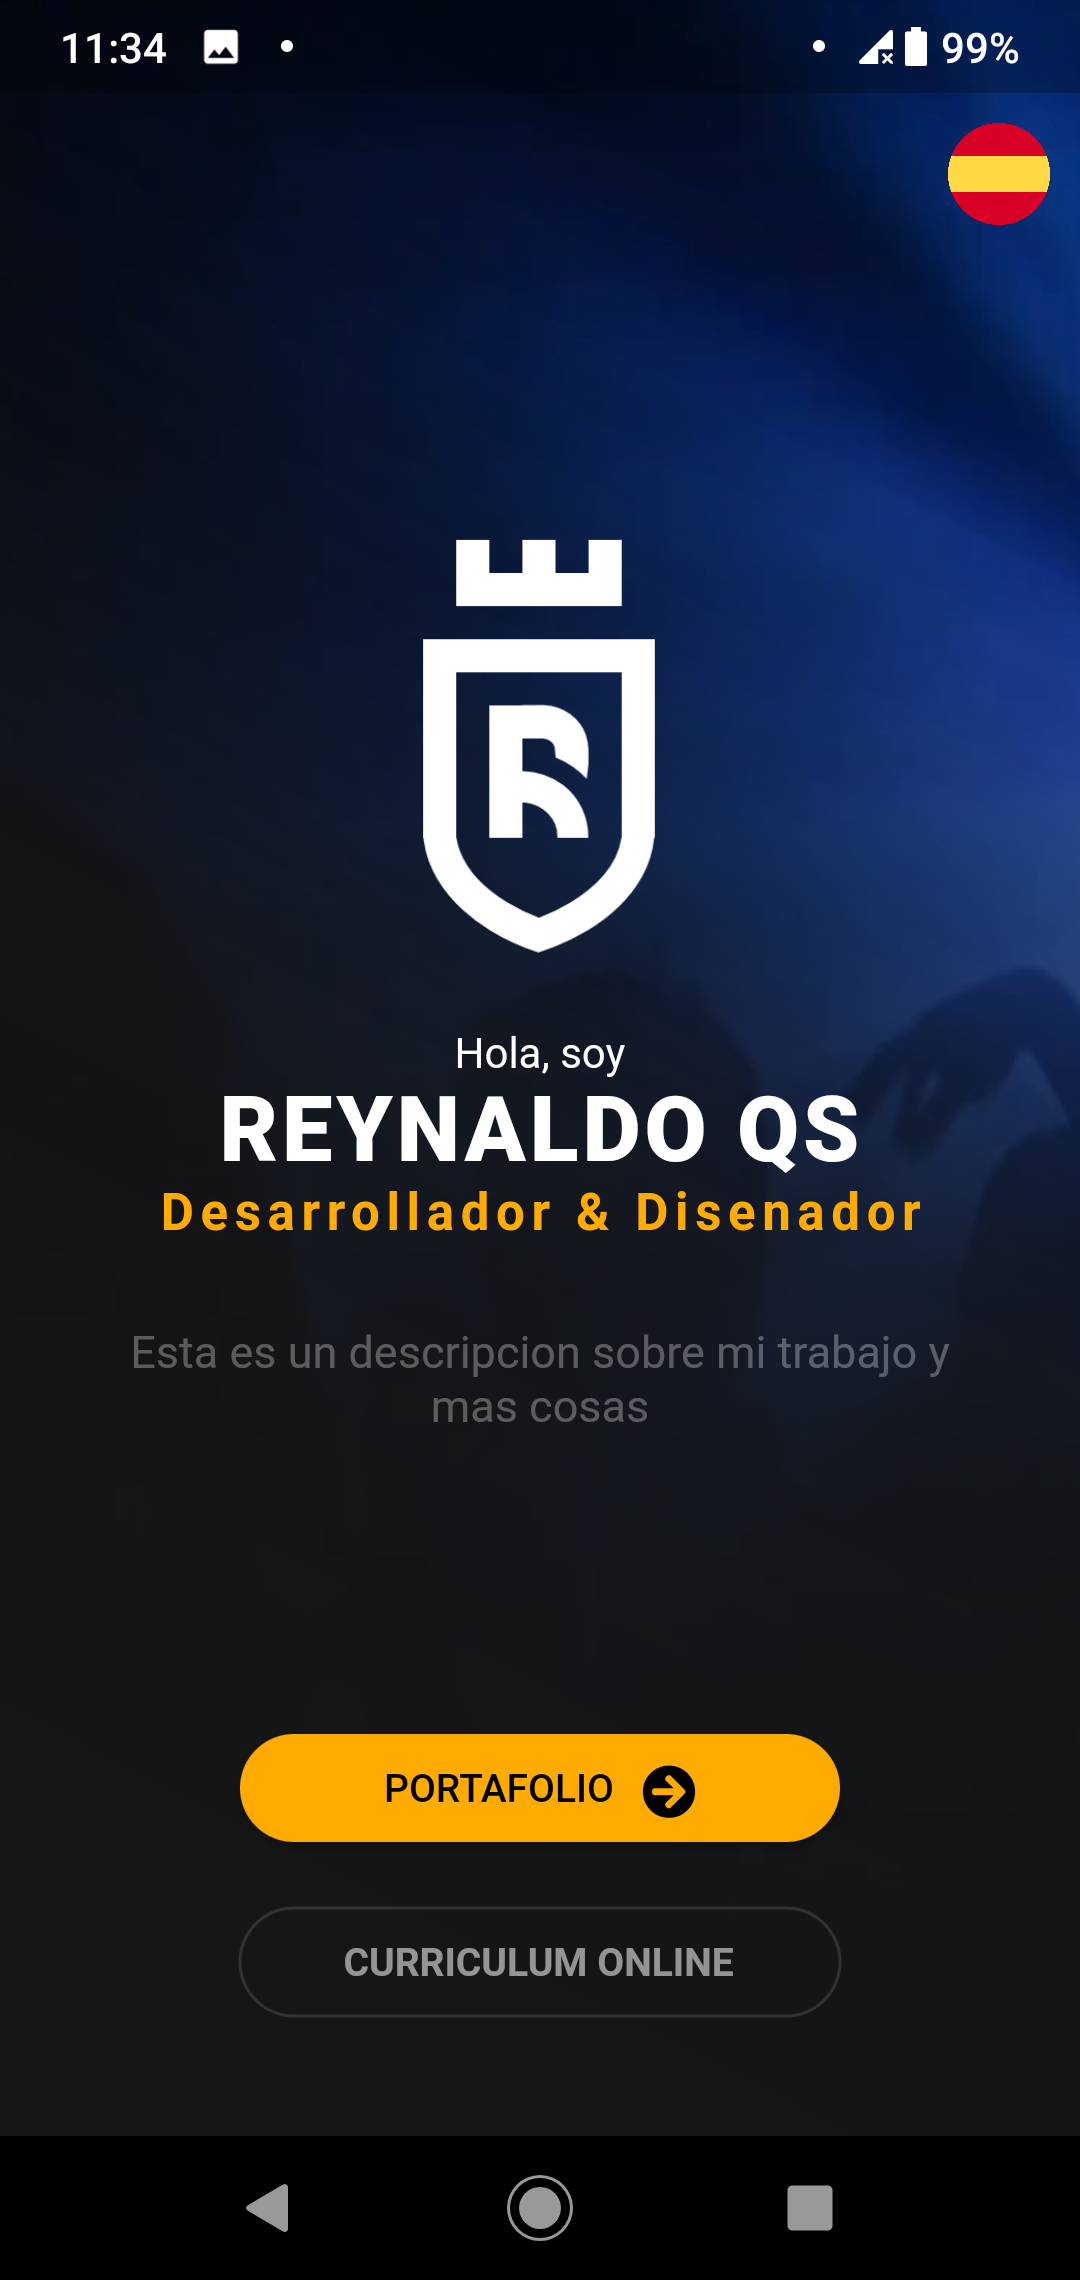 11:34
99%
R
Hola, soy
REYNALDO QS
Desarrollador & Disenador
Esta es un descripcion sobre mi trabajo y
mas cosas
PORTAFOLIO
CURRICULUM ONLINE